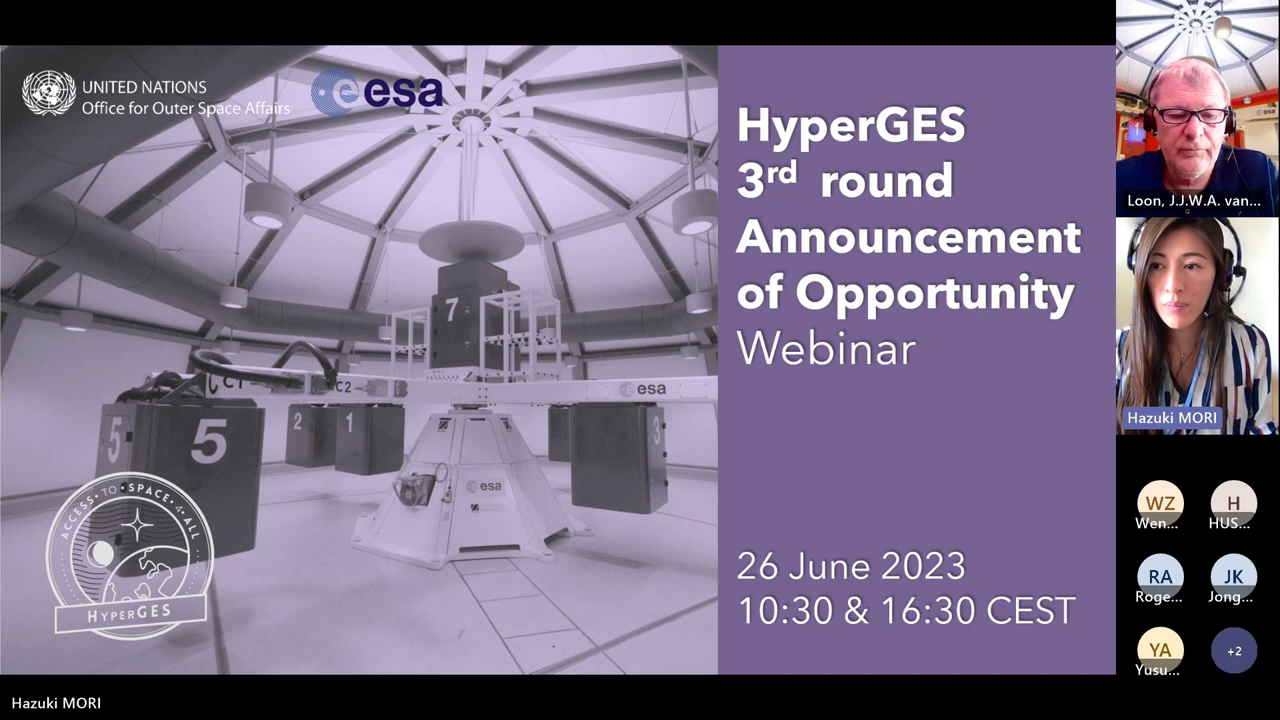 UNITED NATIONS
Office for Outer Space Affairs
esa
HyperGES
3rd round
Announcement
of Opportunity
Webinar
26 June 2023
10:30 & 16:30 CEST
7
C1
C2
esa
5
5
2
1
3
esa
ACCESS•TO•SPACE•4•ALL
HYPERGES
Loon, J.J.W.A. van...
Hazuki MORI
WZ
Wen...
H
HUS...
RA
Roge...
JK
Jong...
YA
Yusu...
+2
Hazuki MORI